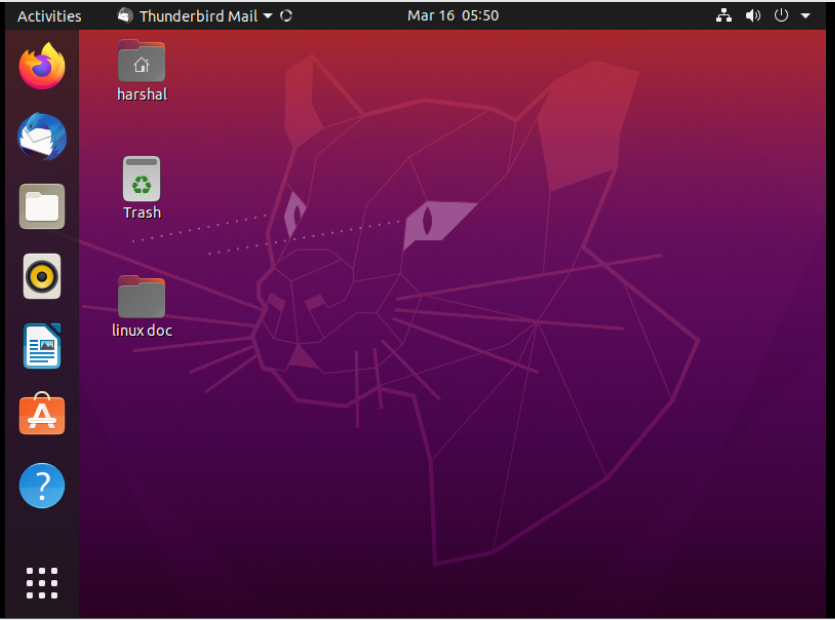 Activities
Thunderbird Mail
Mar 16 05:50
harshal
Trash
linux doc